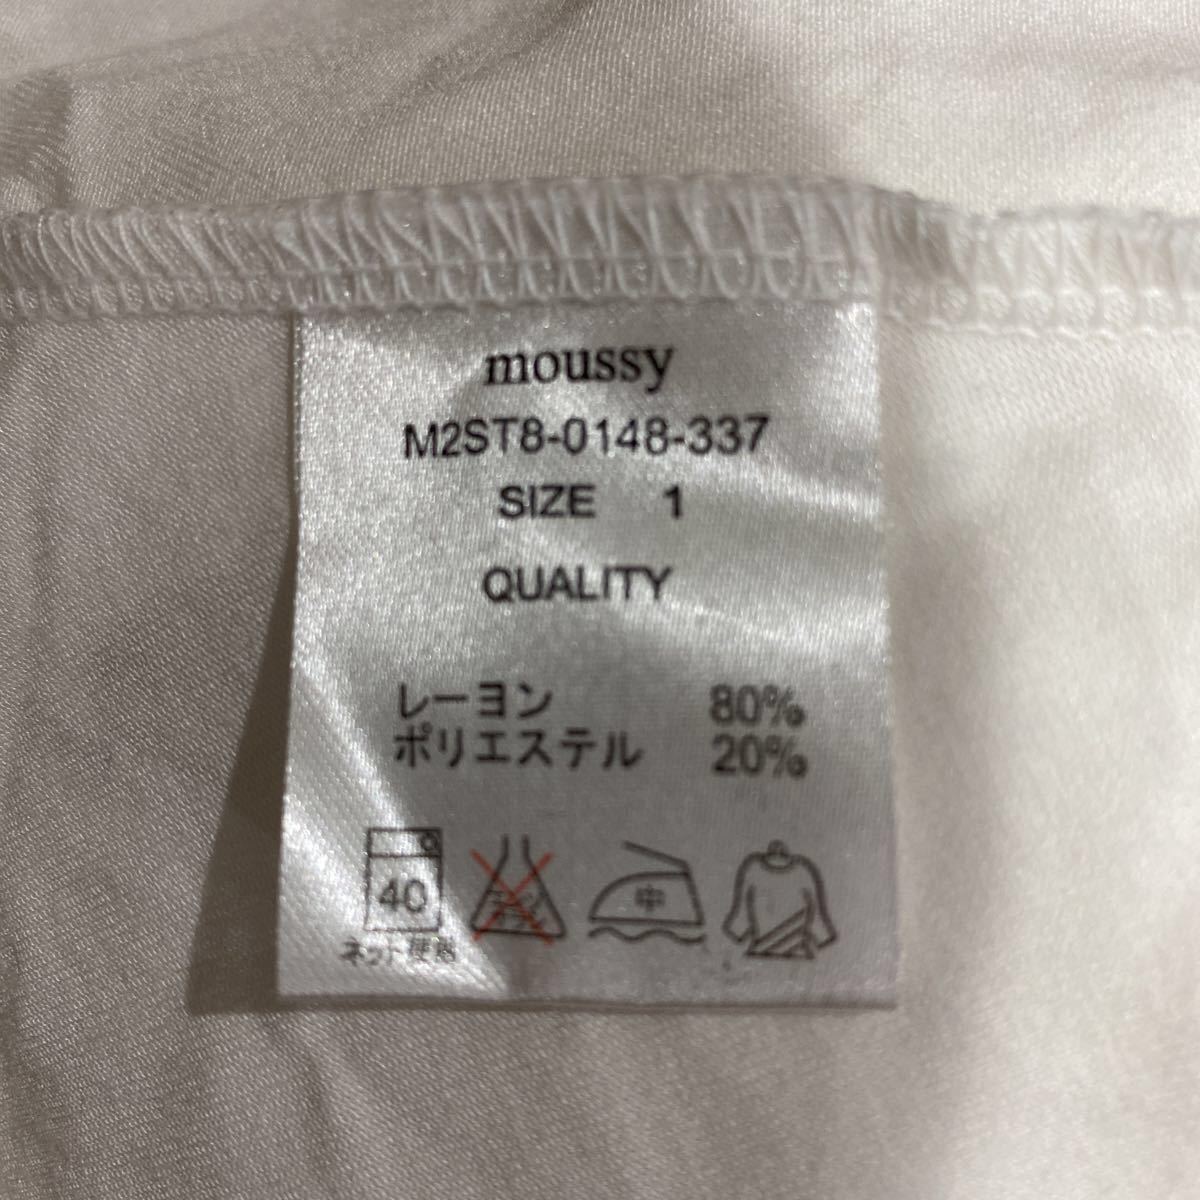 moussy
M2ST8-0148-337
SIZE 1
QUALITY
レーヨン 80%
ポリエステル 20%
40 中
ネット使用